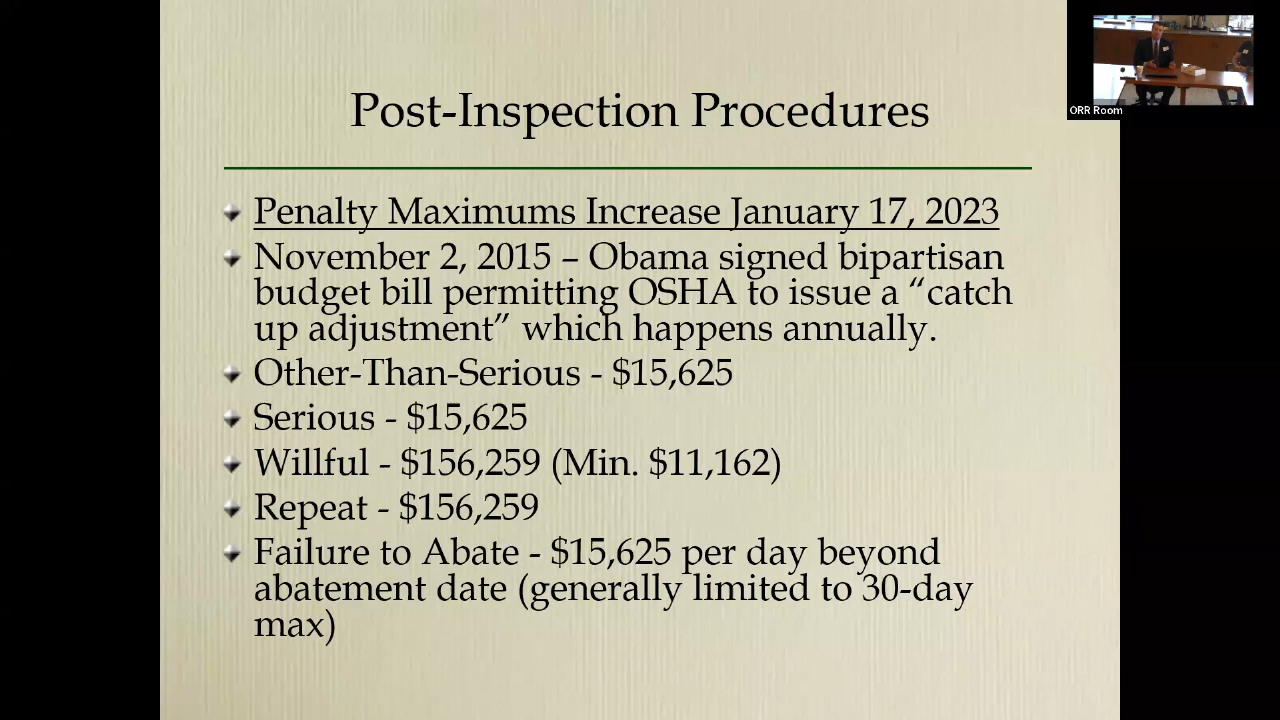 ORR Room
Post-Inspection Procedures
Penalty Maximums Increase January 17, 2023
November 2, 2015 – Obama signed bipartisan
budget bill permitting OSHA to issue a “catch
up adjustment” which happens annually.
Other-Than-Serious - $15,625
Serious - $15,625
Willful - $156,259 (Min. $11,162)
Repeat - $156,259
Failure to Abate - $15,625 per day beyond
abatement date (generally limited to 30-day
max)